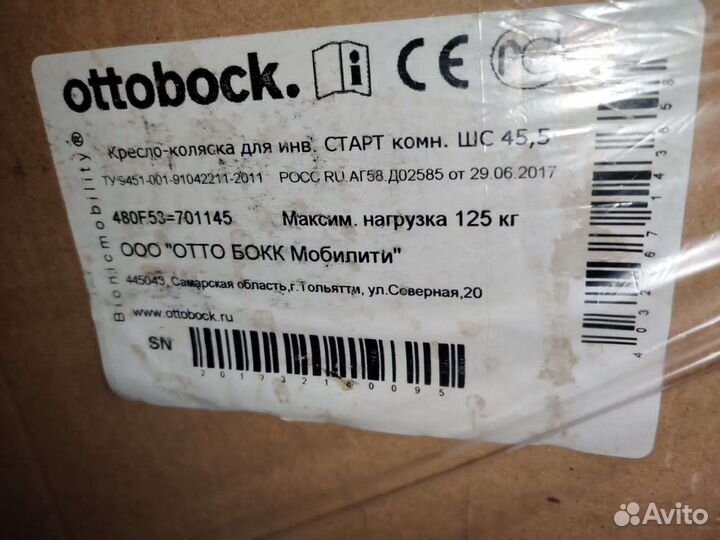 ottobock. i CE
Bionicmobility®
Кресло-коляска для инв. СТАРТ комн. ШС 45,5
ТУ 9451-001-91042211-2011 РОСС RU.АГ58.Д02585 от 29.06.2017
480F53=701145 Максим. нагрузка 125 кг
ООО "ОТТО БОКК Мобилити"
445043, Самарская область,г.Тольятти, ул.Северная,20
www.ottobock.ru
SN
201732180095
Avito